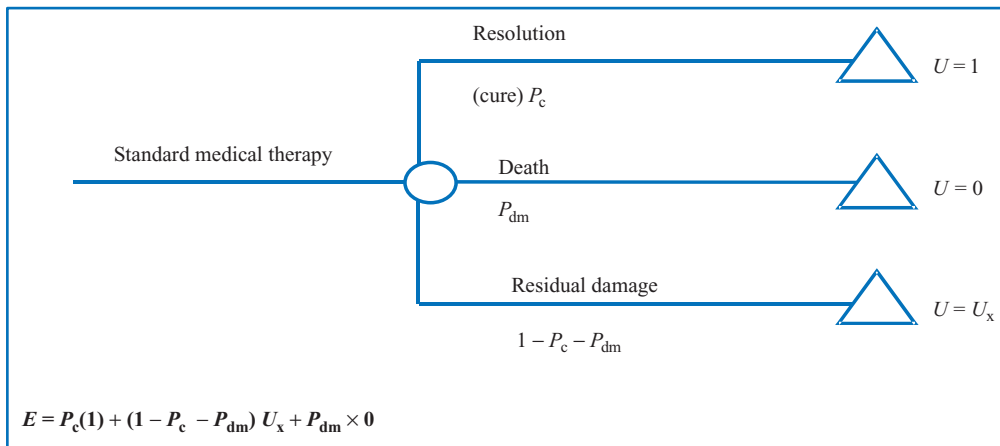 Resolution
U = 1
(cure) Pc
Standard medical therapy
Death
U = 0
Pdm
Residual damage
U = Ux
1 – Pc – Pdm
E = Pc(1) + (1 – Pc – Pdm) Ux + Pdm × 0